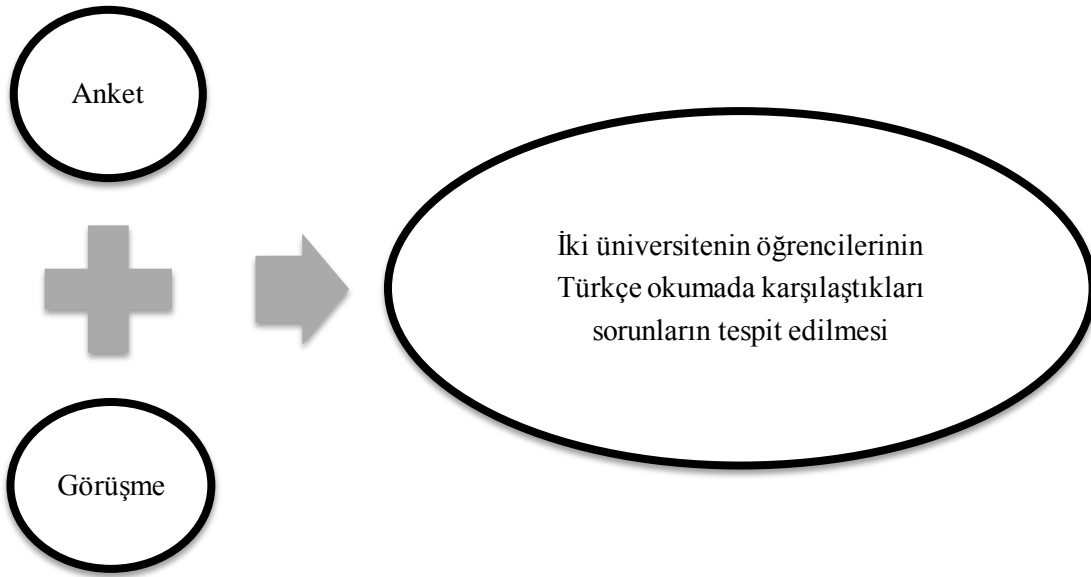 Anket
İki üniversitenin öğrencilerinin
Türkçe okumada karşılaştıkları
sorunların tespit edilmesi
Görüşme